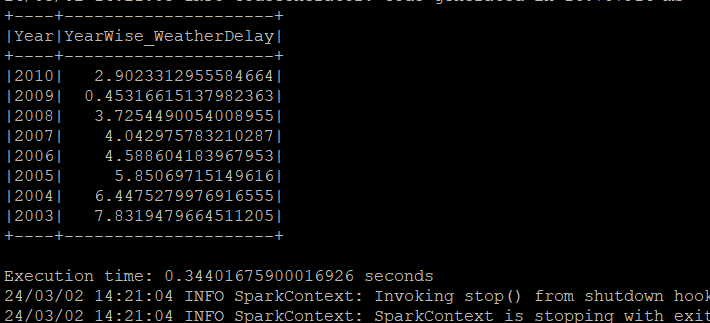 +----+--------------------+
|Year|YearWise_WeatherDelay|
+----+--------------------+
|2010| 2.9023312955584664|
|2009| 0.45316615137982363|
|2008| 3.7254490054008955|
|2007| 4.042975783210287|
|2006| 4.588604183967953|
|2005| 5.85069715149616|
|2004| 6.4475279976916555|
|2003| 7.8319479664511205|
+----+--------------------+
Execution time: 0.34401675900016926 seconds
24/03/02 14:21:04 INFO SparkContext: Invoking stop() from shutdown hook
24/03/02 14:21:04 INFO SparkContext: SparkContext is stopping with exit